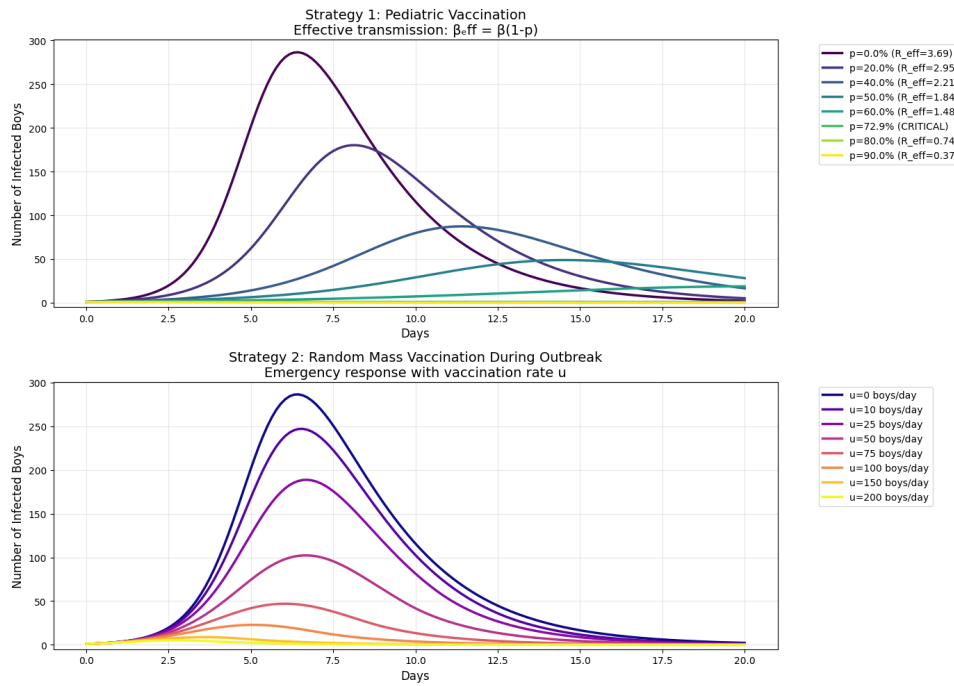 Strategy 1: Pediatric Vaccination
Effective transmission: βₑff = β(1-p)
Number of Infected Boys
300
250
200
150
100
50
0
0.0
2.5
5.0
7.5
10.0
12.5
15.0
17.5
20.0
Days
p=0.0% (R_eff=3.69)
p=20.0% (R_eff=2.95
p=40.0% (R_eff=2.21
p=50.0% (R_eff=1.84
p=60.0% (R_eff=1.48
p=72.9% (CRITICAL)
p=80.0% (R_eff=0.74
p=90.0% (R_eff=0.37
Strategy 2: Random Mass Vaccination During Outbreak
Emergency response with vaccination rate u
Number of Infected Boys
300
250
200
150
100
50
0
0.0
2.5
5.0
7.5
10.0
12.5
15.0
17.5
20.0
Days
u=0 boys/day
u=10 boys/day
u=25 boys/day
u=50 boys/day
u=75 boys/day
u=100 boys/day
u=150 boys/day
u=200 boys/day